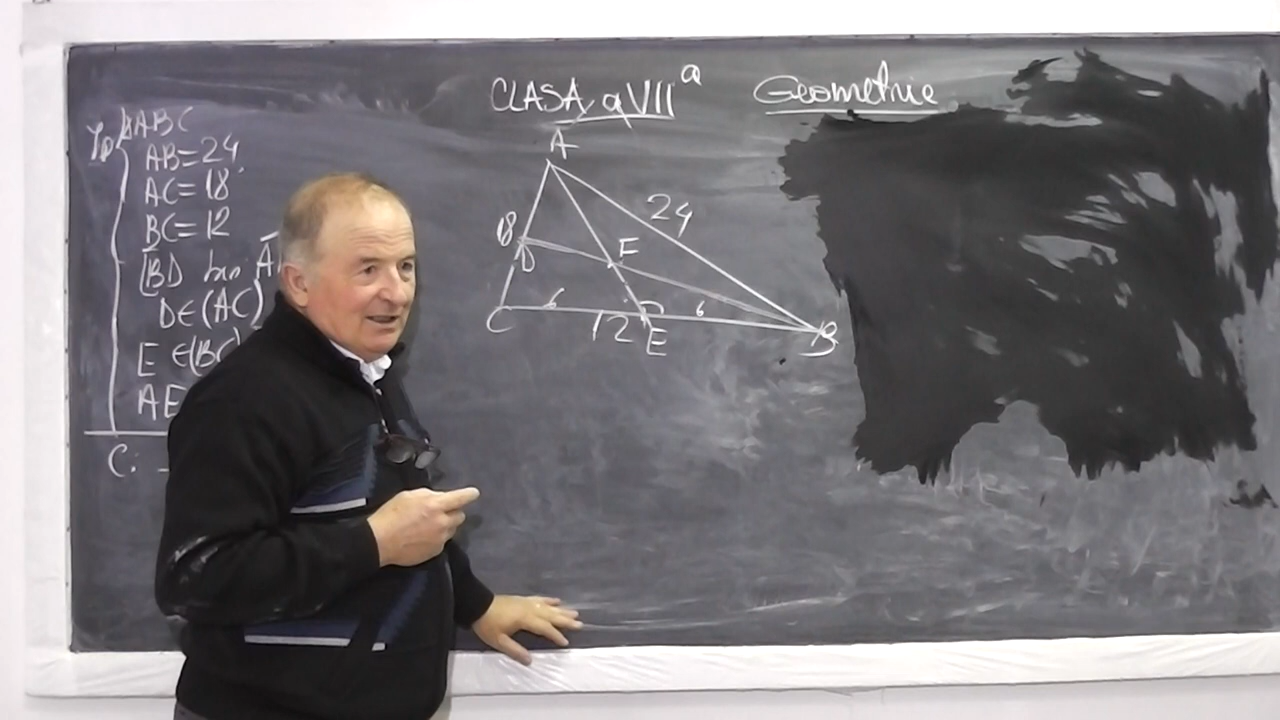 CLASA a VII a Geometrie
ΔABC
AB=24
AC=18
BC=12
BD bis
D∈(AC)
E∈(BC)
AE
C:
A
24
18
D
F
6
6
C
12
E
B